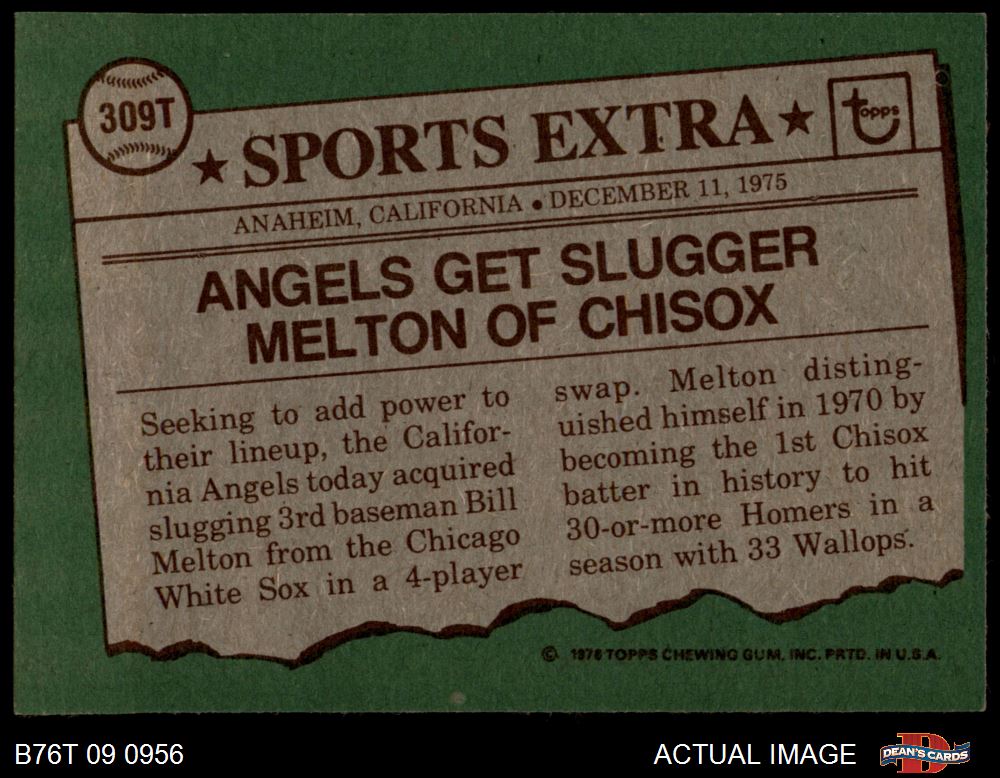 309T
★ SPORTS EXTRA ★
Topps
ANAHEIM, CALIFORNIA • DECEMBER 11, 1975
ANGELS GET SLUGGER
MELTON OF CHISOX
Seeking to add power to
their lineup, the Califor-
nia Angels today acquired
slugging 3rd baseman Bill
Melton from the Chicago
White Sox in a 4-player
swap. Melton disting-
uished himself in 1970 by
becoming the 1st Chisox
batter in history to hit
30-or-more Homers in a
season with 33 Wallops.
© 1976 TOPPS CHEWING GUM, INC. PRTD. IN U.S.A.
B76T 09 0956
ACTUAL IMAGE
DEAN'S CARDS